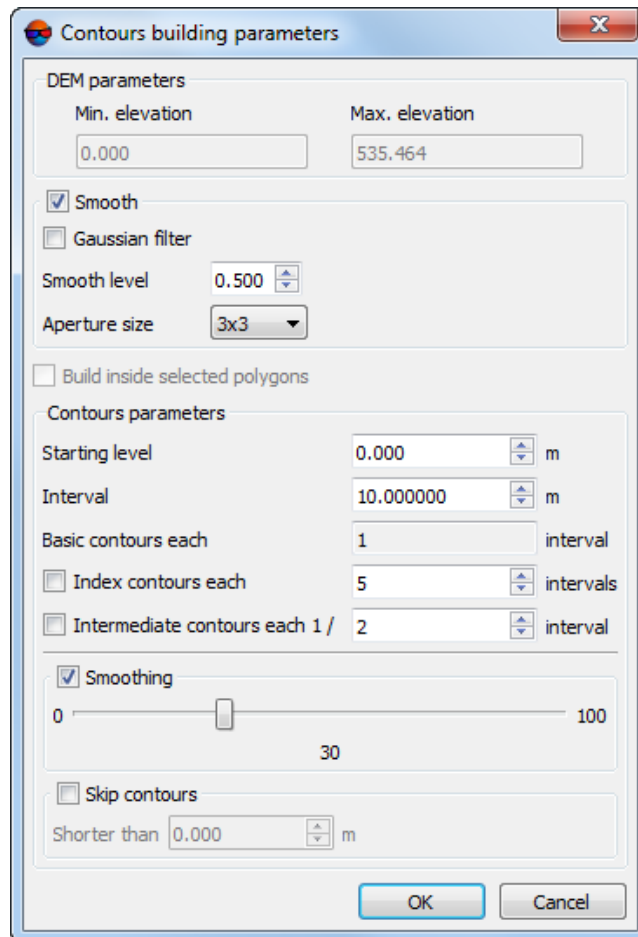 Contours building parameters
DEM parameters
Min. elevation Max. elevation
0.000 535.464
Smooth
Gaussian filter
Smooth level 0.500
Aperture size 3x3
Build inside selected polygons
Contours parameters
Starting level 0.000 m
Interval 10.000000 m
Basic contours each 1 interval
Index contours each 5 intervals
Intermediate contours each 1 / 2 interval
Smoothing
0 100
30
Skip contours
Shorter than 0.000 m
OK Cancel